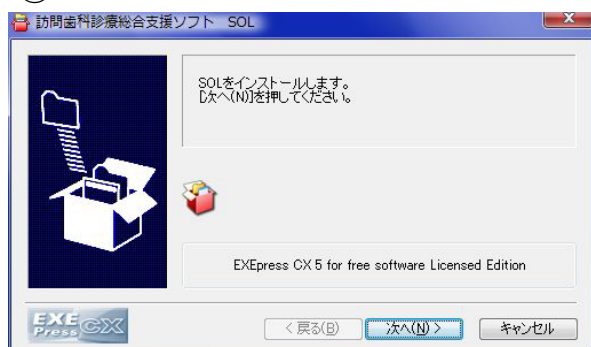 訪問歯科診療総合支援ソフト SOL
SOLをインストールします。
[次へ(N)]を押してください。
EXEpress CX 5 for free software Licensed Edition
EXE Press CX
< 戻る(B) 次へ(N) > キャンセル